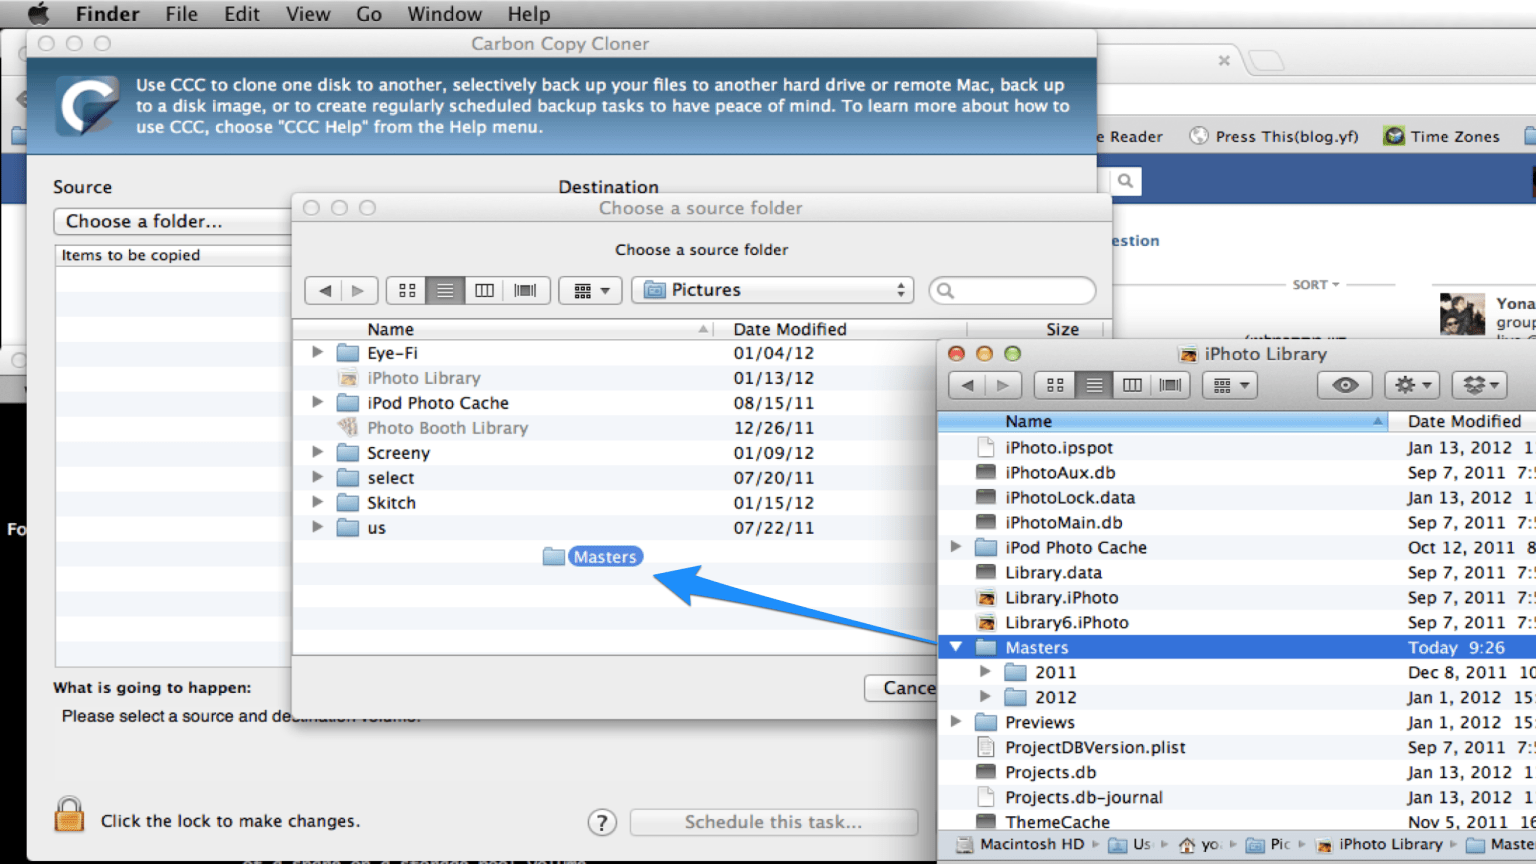 Finder File Edit View Go Window Help
Carbon Copy Cloner
Use CCC to clone one disk to another, selectively back up your files to another hard drive or remote Mac, back up
to a disk image, or to create regularly scheduled backup tasks to have peace of mind. To learn more about how to
use CCC, choose "CCC Help" from the Help menu.
e Reader Press This(blog.yf) Time Zones
Source Destination
Choose a folder...
Items to be copied
Choose a source folder
Choose a source folder
Pictures
Name Date Modified Size
Eye-Fi 01/04/12
iPhoto Library 01/13/12
iPod Photo Cache 08/15/11
Photo Booth Library 12/26/11
Screeny 01/09/12
select 07/20/11
Skitch 01/15/12
us 07/22/11
Masters
Cance
What is going to happen:
Please select a source and destination volume.
Click the lock to make changes.
?
Schedule this task...
Fo
estion
SORT
Yona
group
iPhoto Library
Name Date Modified
iPhoto.ipspot Jan 13, 2012 1
iPhotoAux.db Sep 7, 2011 7:5
iPhotoLock.data Jan 13, 2012 1
iPhotoMain.db Sep 7, 2011 7:5
iPod Photo Cache Oct 12, 2011 8
Library.data Sep 7, 2011 7:5
Library.iPhoto Sep 7, 2011 7:5
Library6.iPhoto Sep 7, 2011 7:5
Masters Today 9:26
2011 Dec 8, 2011 10
2012 Jan 1, 2012 15
Previews Jan 1, 2012 15
ProjectDBVersion.plist Sep 7, 2011 7:5
Projects.db Jan 13, 2012 1
Projects.db-journal Jan 13, 2012 1
ThemeCache Nov 5, 2011 6
Macintosh HD Us yo Pic iPhoto Library Maste